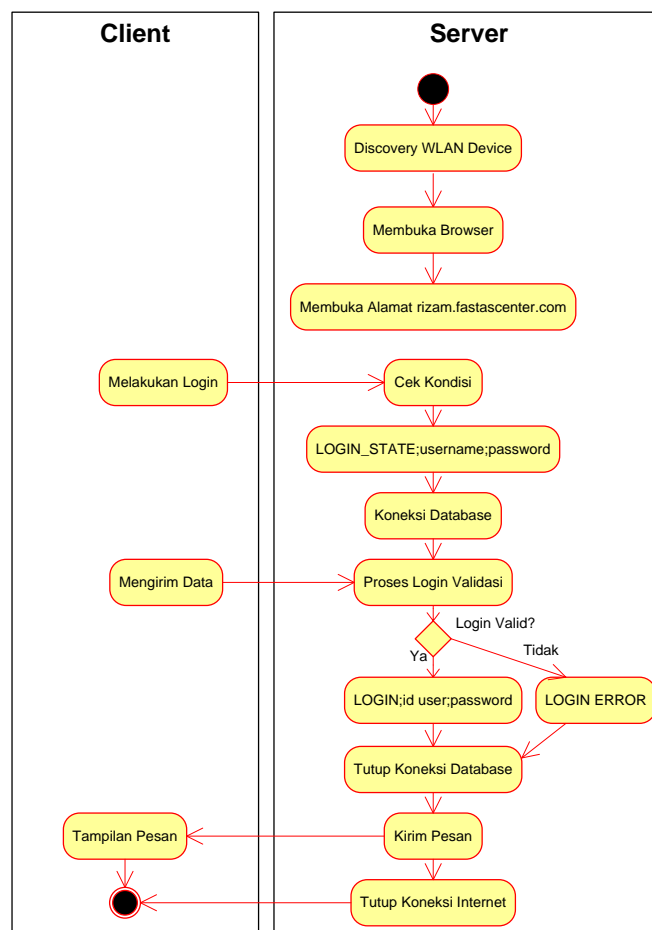 Client
Server
Discovery WLAN Device
Membuka Browser
Membuka Alamat rizam.fastascenter.com
Melakukan Login
Cek Kondisi
LOGIN_STATE;username;password
Koneksi Database
Mengirim Data
Proses Login Validasi
Login Valid?
Ya
Tidak
LOGIN;id user;password
LOGIN ERROR
Tutup Koneksi Database
Tampilan Pesan
Kirim Pesan
Tutup Koneksi Internet